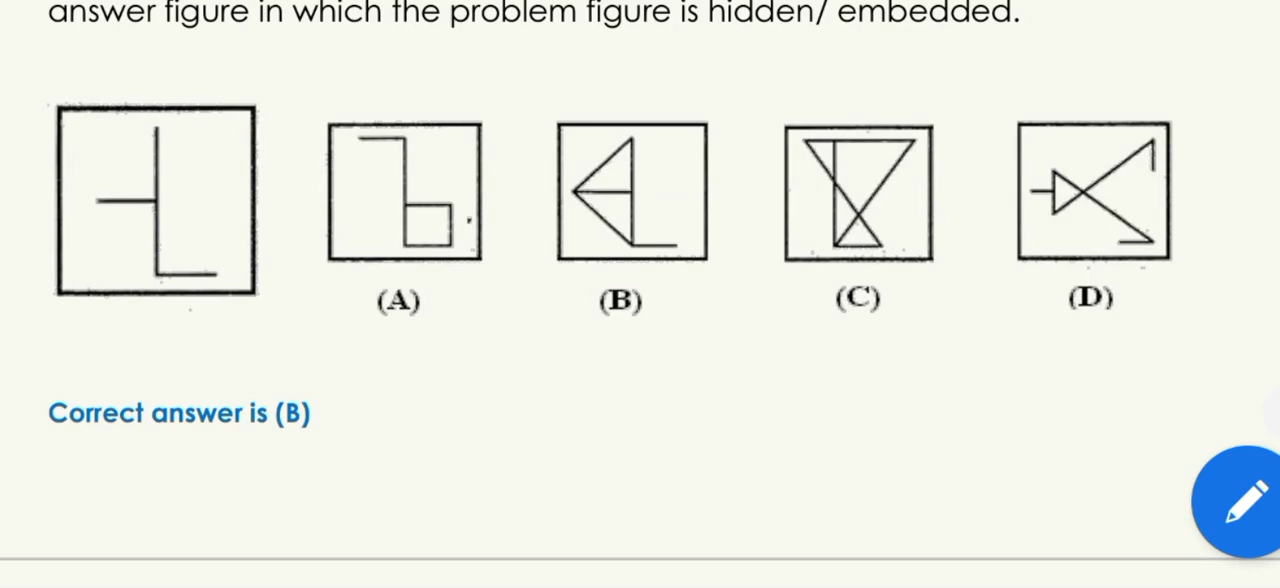 answer figure in which the problem figure is hidden/ embedded.
(A) (B) (C) (D)
Correct answer is (B)